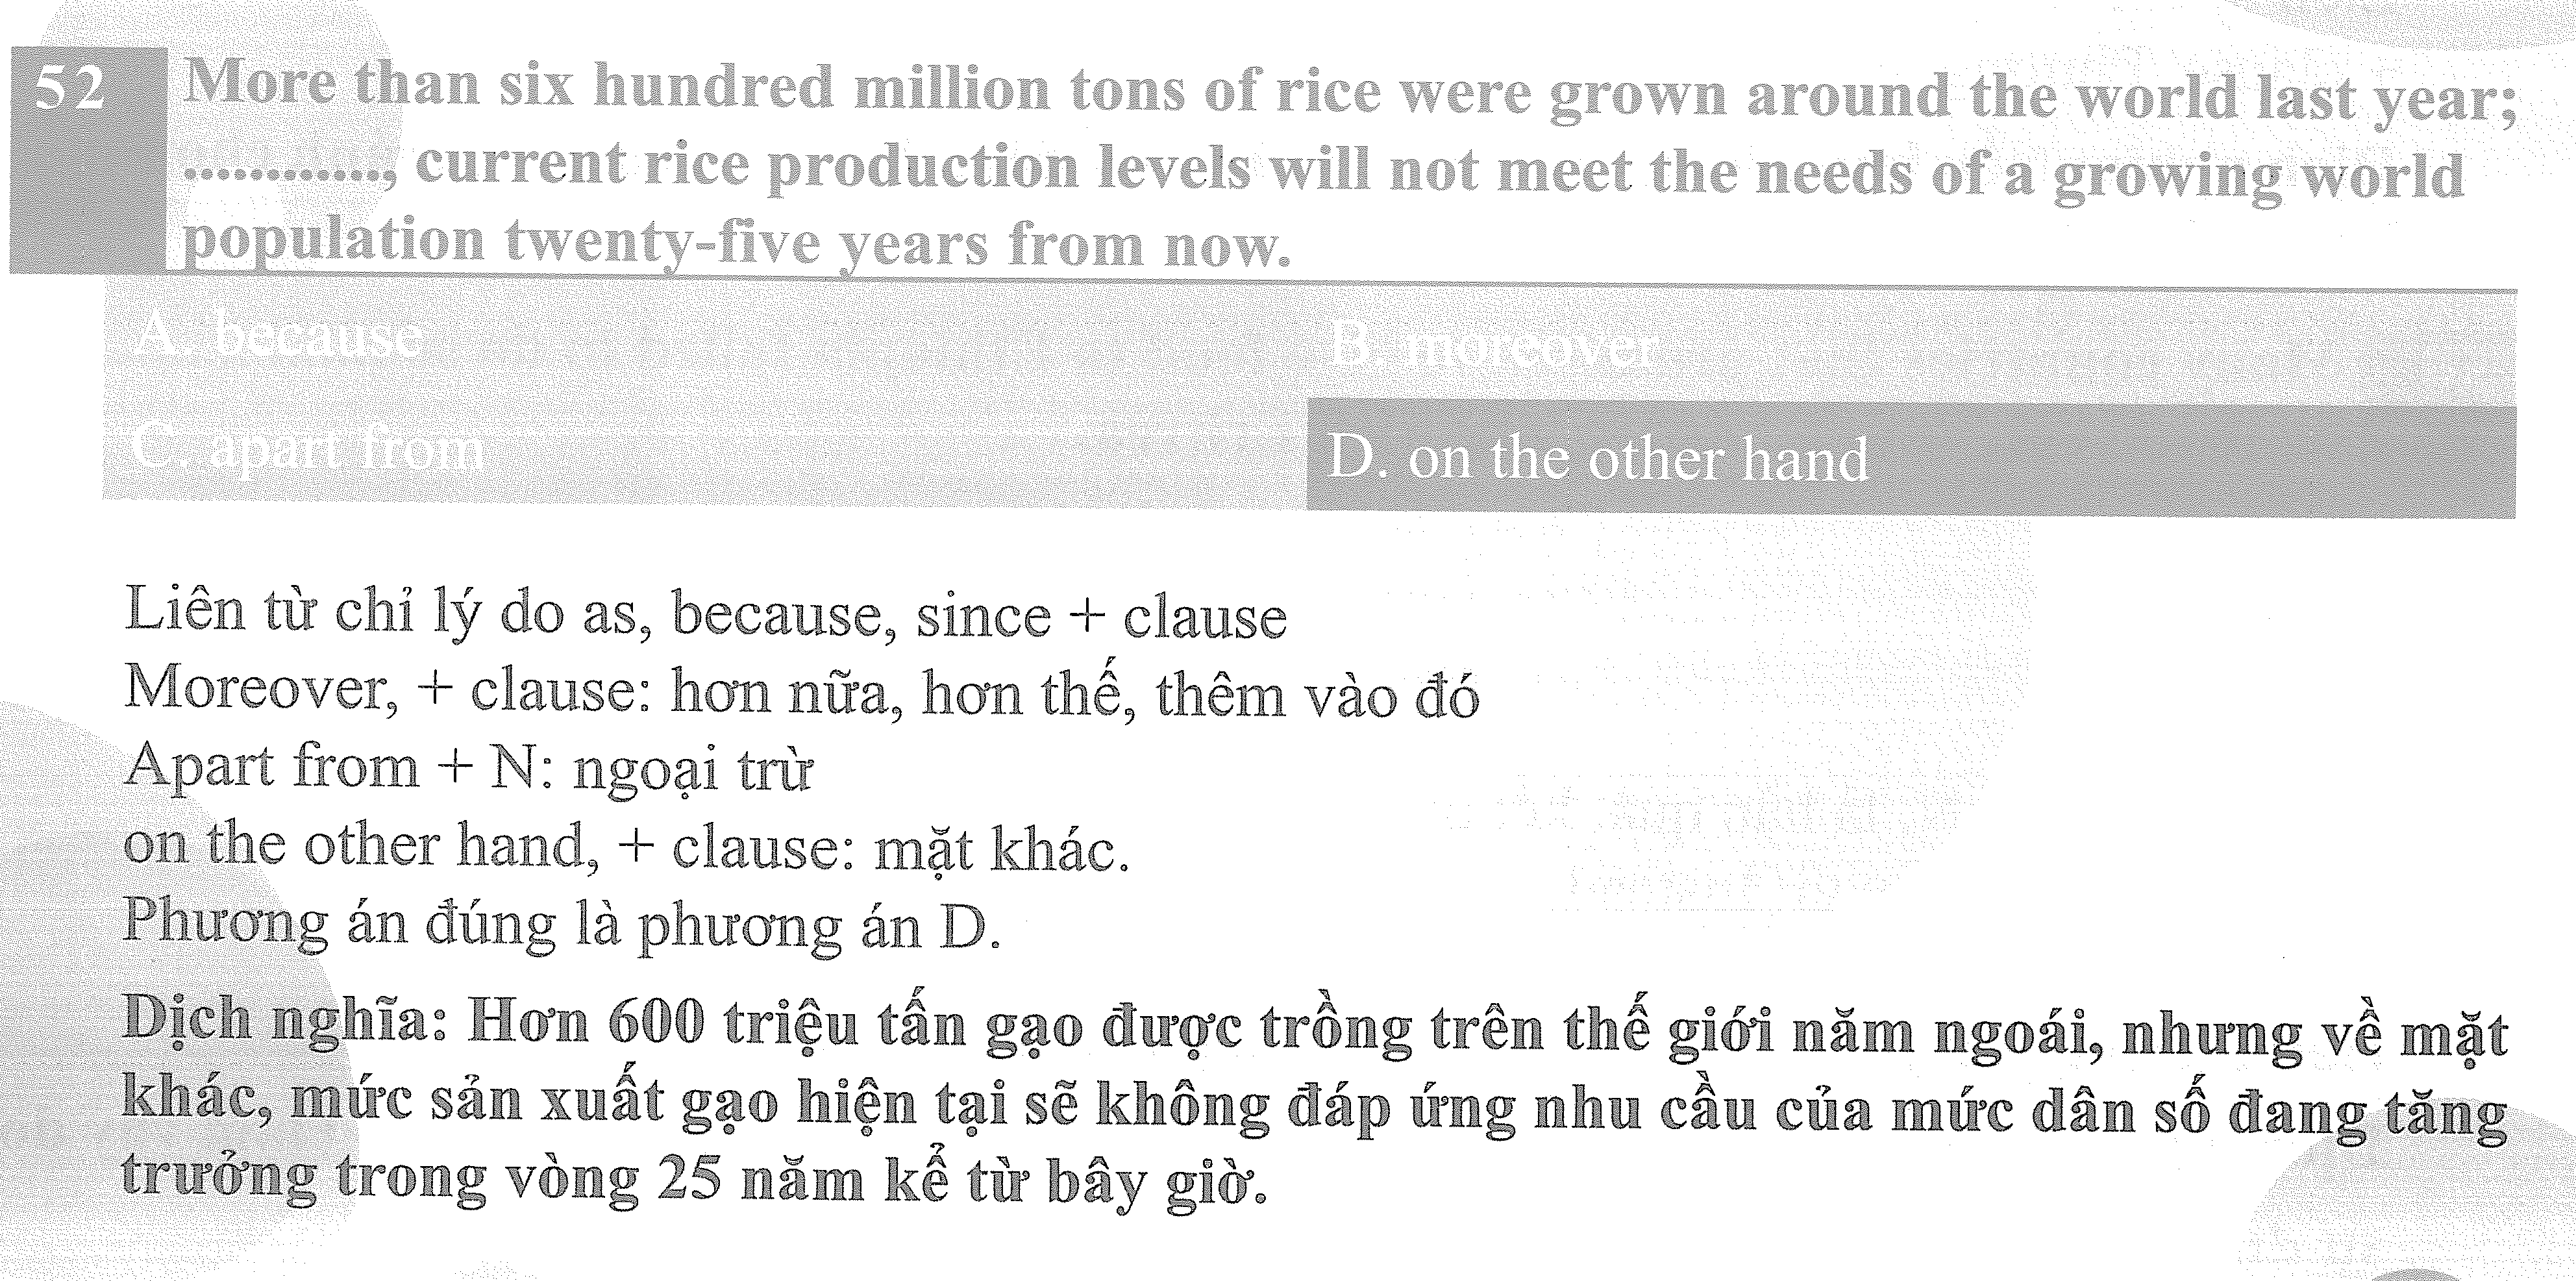 52
More than six hundred million tons of rice were grown around the world last year;
............, current rice production levels will not meet the needs of a growing world
population twenty-five years from now.
A. because
B. moreover
C. apart from
D. on the other hand
Liên từ chỉ lý do as, because, since + clause
Moreover, + clause: hơn nữa, hơn thế, thêm vào đó
Apart from + N: ngoại trừ
on the other hand, + clause: mặt khác.
Phương án đúng là phương án D.
Dịch nghĩa: Hơn 600 triệu tấn gạo được trồng trên thế giới năm ngoái, nhưng về mặt
khác, mức sản xuất gạo hiện tại sẽ không đáp ứng nhu cầu của mức dân số đang tăng
trưởng trong vòng 25 năm kể từ bây giờ.